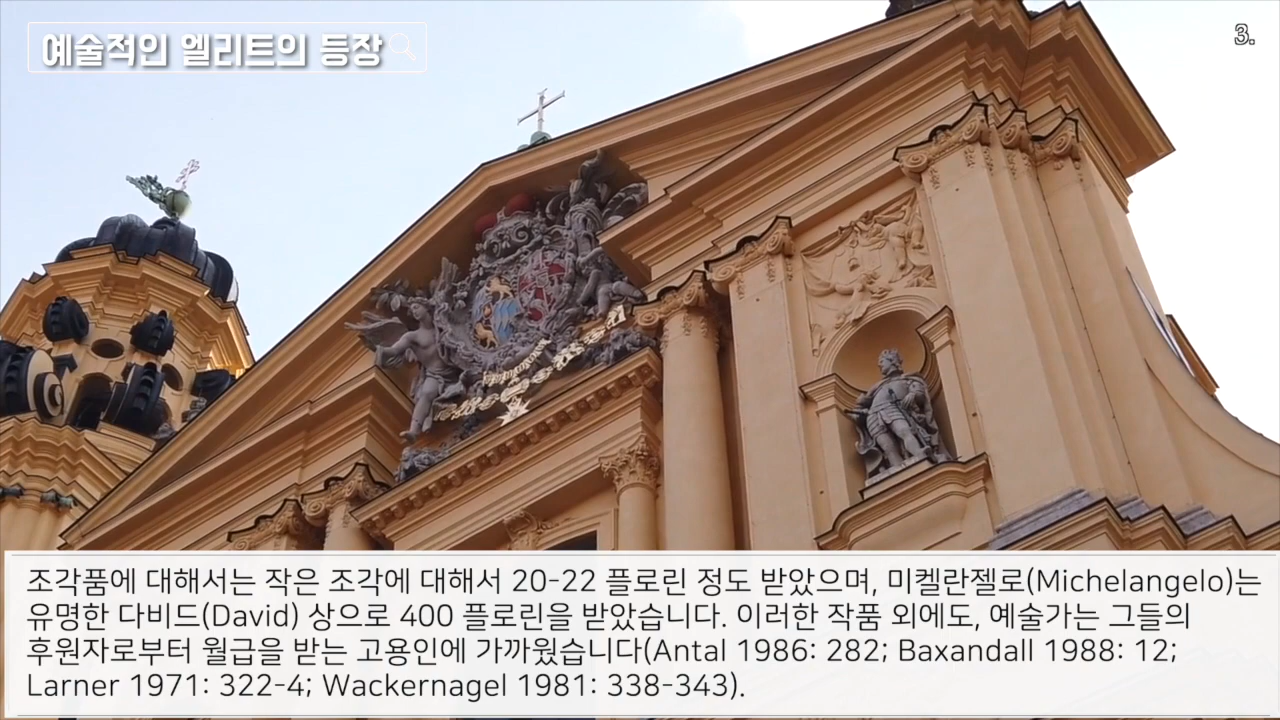 예술적인 엘리트의 등장
3.
조각품에 대해서는 작은 조각에 대해서 20-22 플로린 정도 받았으며, 미켈란젤로(Michelangelo)는
유명한 다비드(David) 상으로 400 플로린을 받았습니다. 이러한 작품 외에도, 예술가는 그들의
후원자로부터 월급을 받는 고용인에 가까웠습니다(Antal 1986: 282; Baxandall 1988: 12;
Larner 1971: 322-4; Wackernagel 1981: 338-343).